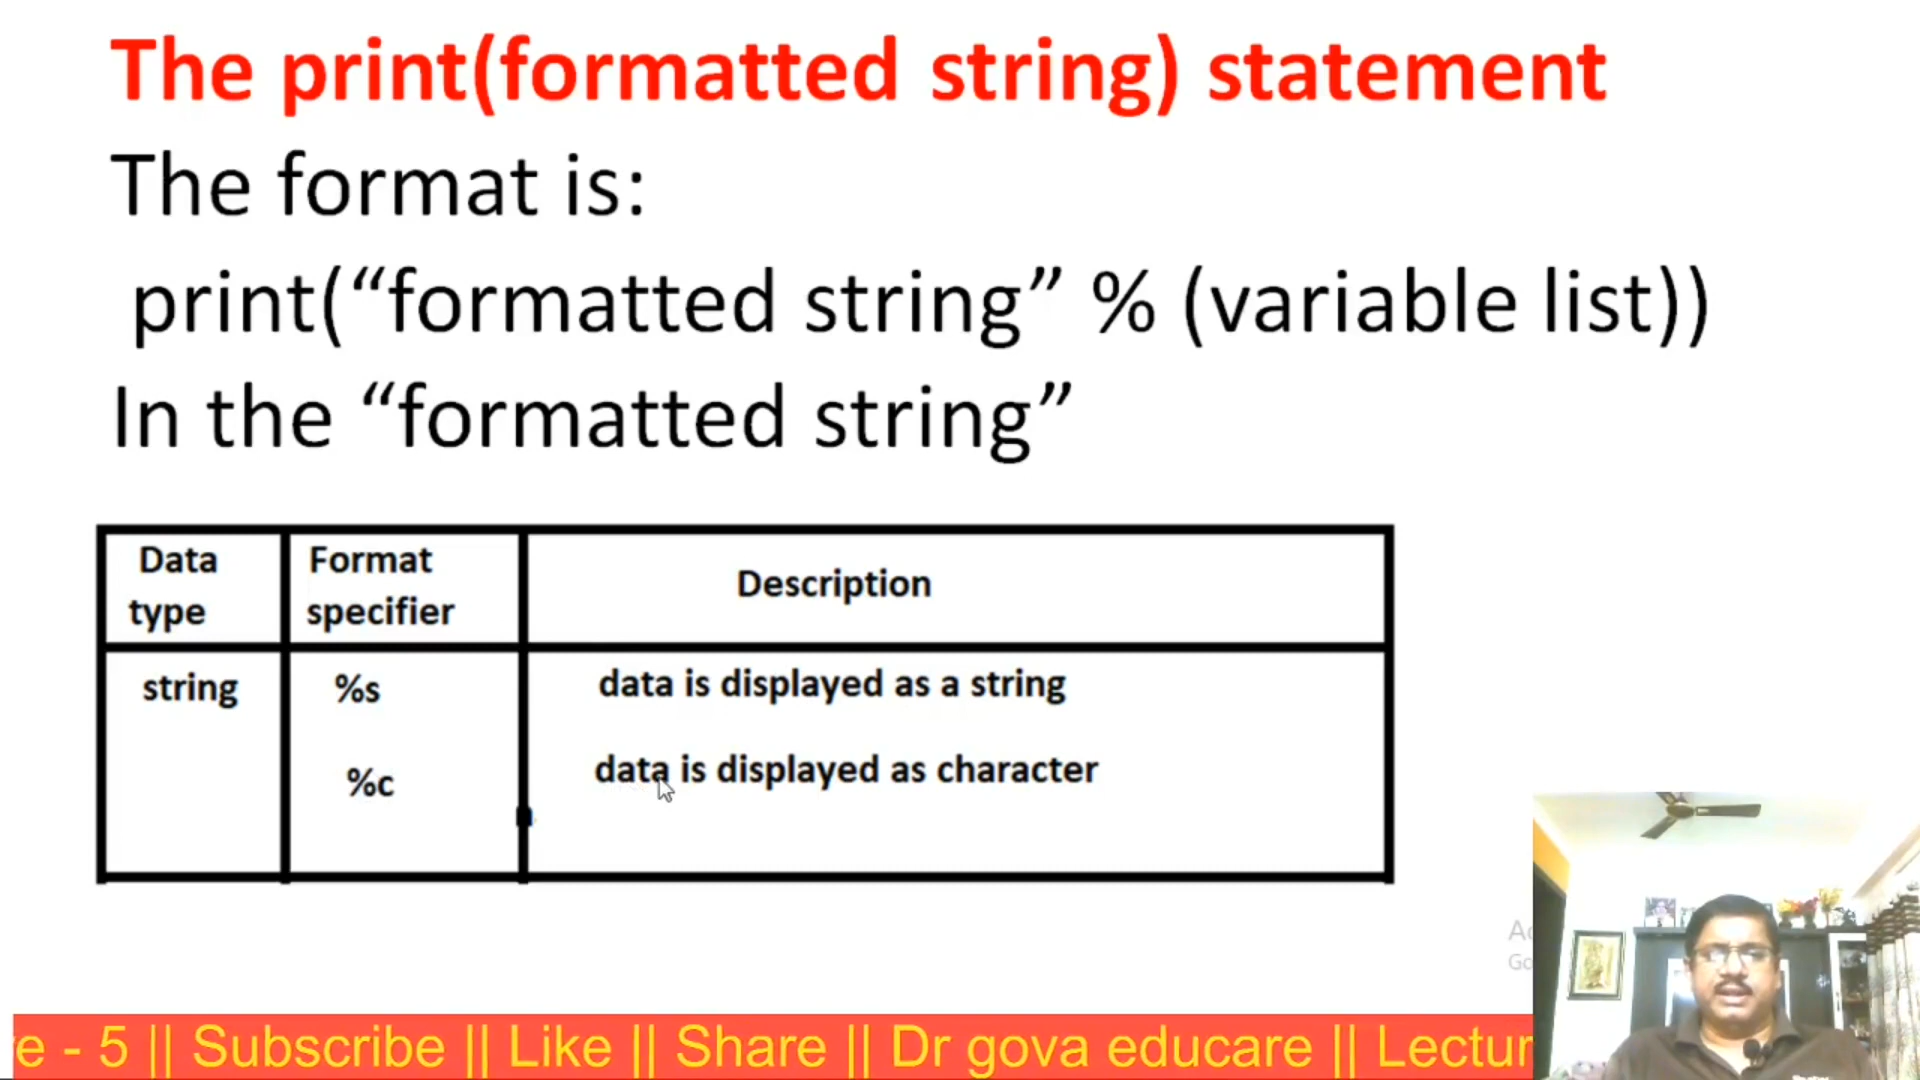 The print(formatted string) statement
The format is:
print(“formatted string” % (variable list))
In the “formatted string”
Data type
Format specifier
Description
string
%s
data is displayed as a string
%c
data is displayed as character
- 5 || Subscribe || Like || Share || Dr gova educare || Lectur